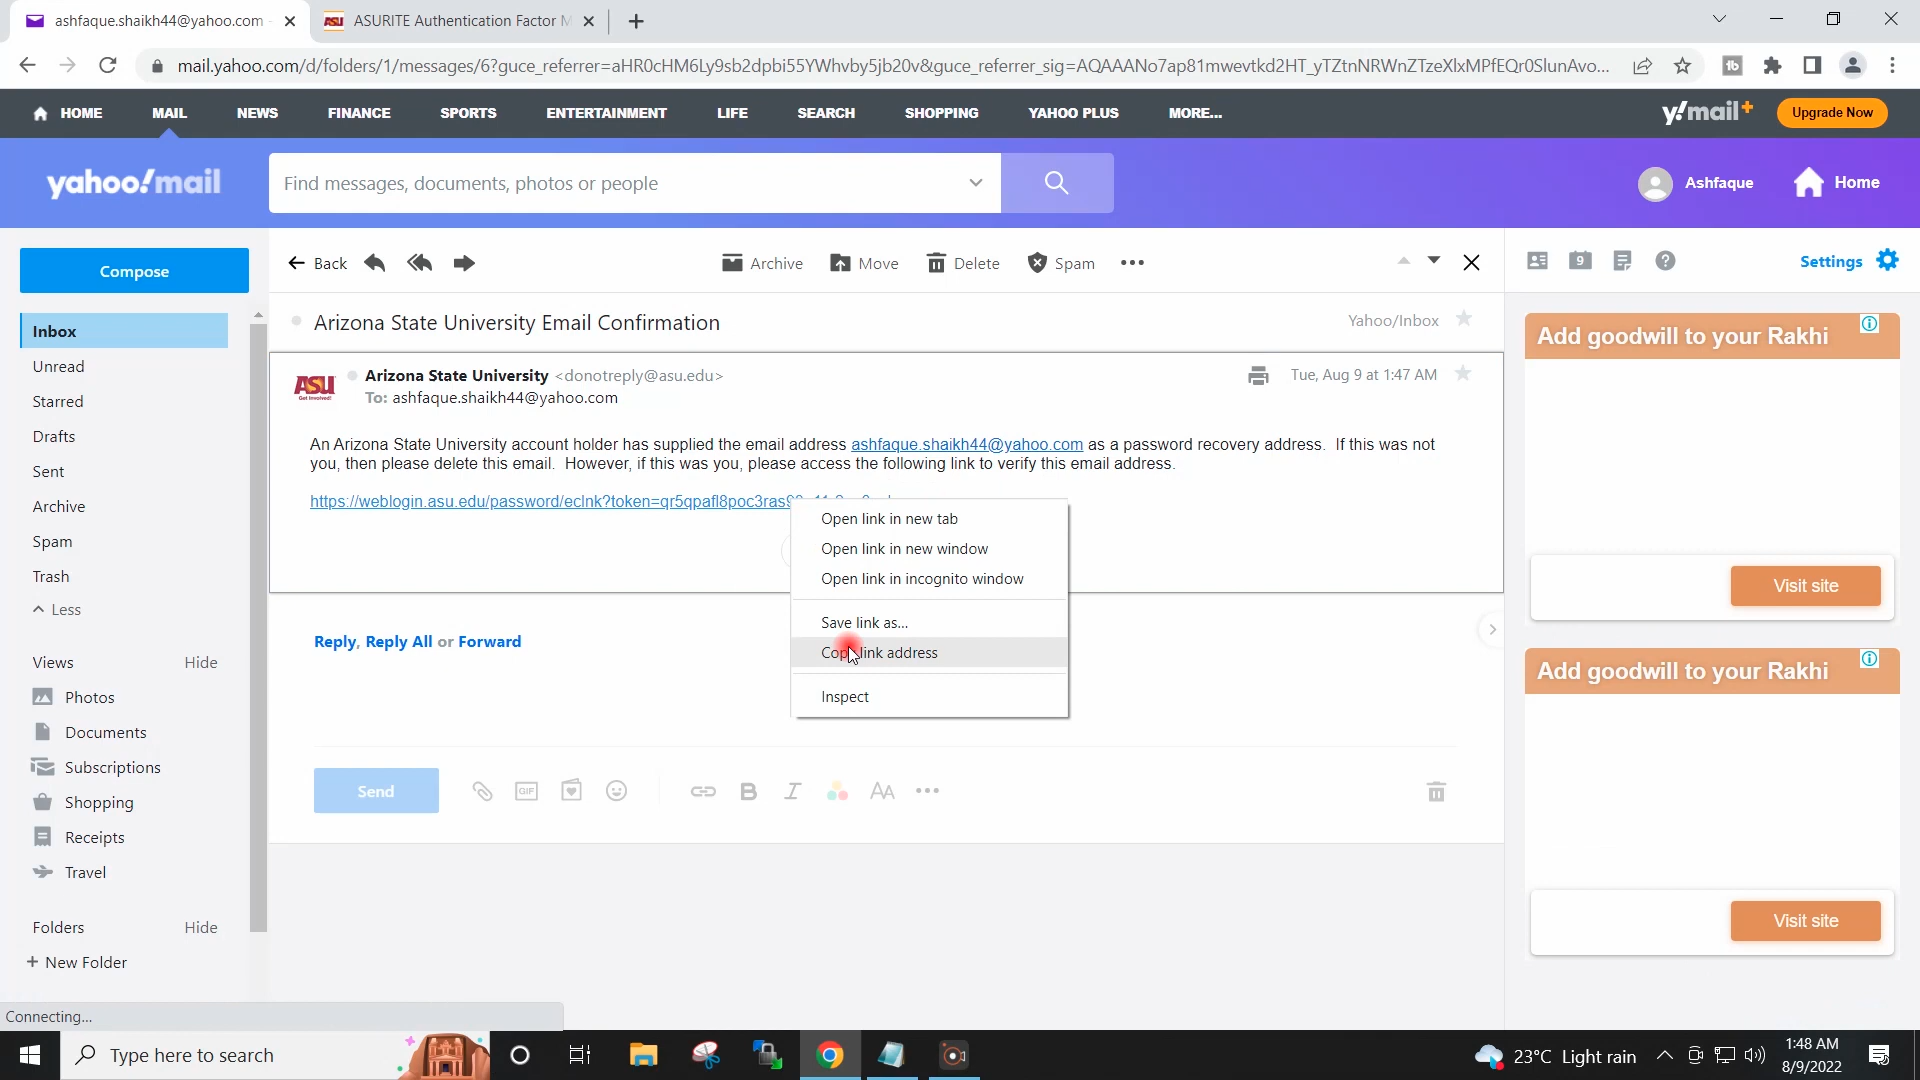 ashfaque.shaikh44@yahoo.com
ASU ASURITE Authentication Factor M
mail.yahoo.com/d/folders/1/messages/6?guce_referrer=aHR0cHM6Ly9sb2dpbi55YWhvby5jb20v&guce_referrer_sig=AQAAANo7ap81mwevtkd2HT_yTZtnNRWnZTzeXlxMPfEQr0SlunAvo...
HOME MAIL NEWS FINANCE SPORTS ENTERTAINMENT LIFE SEARCH SHOPPING YAHOO PLUS MORE... y!mail+ Upgrade Now
yahoo!mail Find messages, documents, photos or people Ashfaque Home
Compose Back Archive Move Delete Spam 9 Settings
Inbox
Unread
Starred
Drafts
Sent
Archive
Spam
Trash
Less
Views Hide
Photos
Documents
Subscriptions
Shopping
Receipts
Travel
Folders Hide
+ New Folder
Arizona State University Email Confirmation Yahoo/Inbox
ASU Get Involved!
Arizona State University <donotreply@asu.edu> Tue, Aug 9 at 1:47 AM
To: ashfaque.shaikh44@yahoo.com
An Arizona State University account holder has supplied the email address ashfaque.shaikh44@yahoo.com as a password recovery address. If this was not
you, then please delete this email. However, if this was you, please access the following link to verify this email address.
https://weblogin.asu.edu/password/eclnk?token=qr5qpafl8poc3ras9
Open link in new tab
Open link in new window
Open link in incognito window
Save link as...
Copy link address
Inspect
Reply, Reply All or Forward
Send GIF B I AA
Add goodwill to your Rakhi
Visit site
Add goodwill to your Rakhi
Visit site
Connecting...
Type here to search
23°C Light rain
1:48 AM
8/9/2022